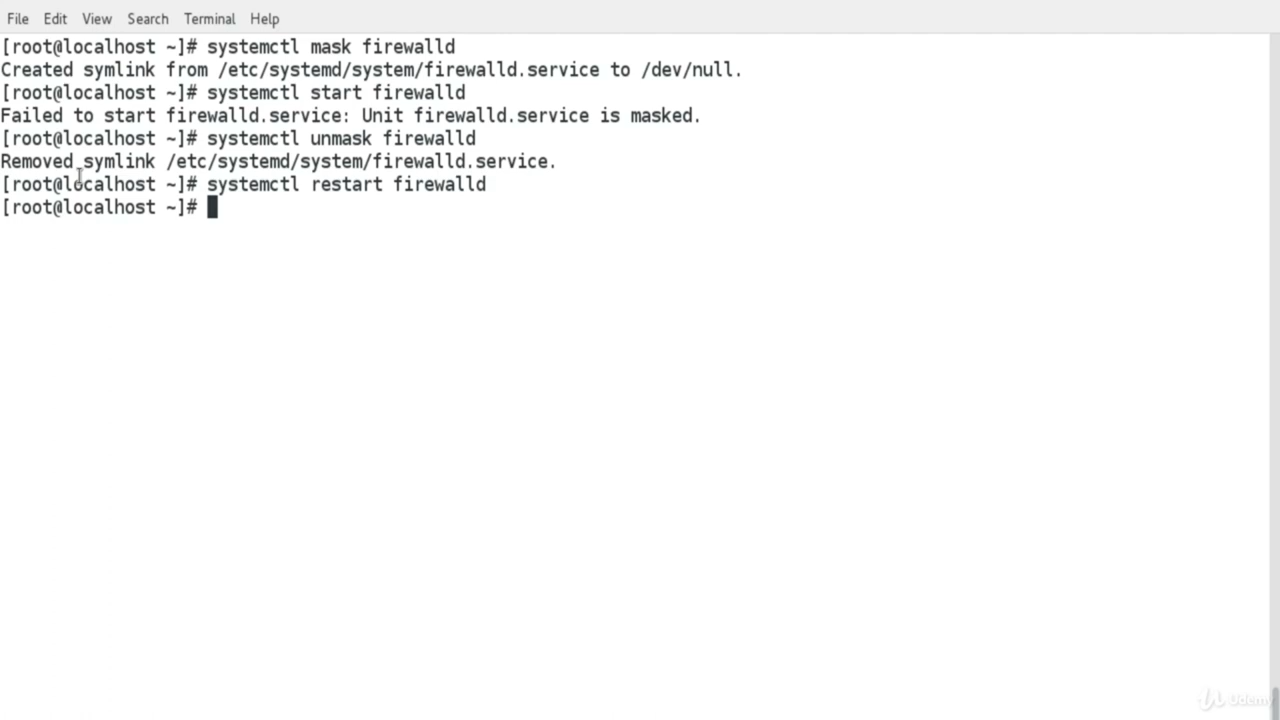 File Edit View Search Terminal Help
[root@localhost ~]# systemctl mask firewalld
Created symlink from /etc/systemd/system/firewalld.service to /dev/null.
[root@localhost ~]# systemctl start firewalld
Failed to start firewalld.service: Unit firewalld.service is masked.
[root@localhost ~]# systemctl unmask firewalld
Removed symlink /etc/systemd/system/firewalld.service.
[root@localhost ~]# systemctl restart firewalld
[root@localhost ~]#
Udemy